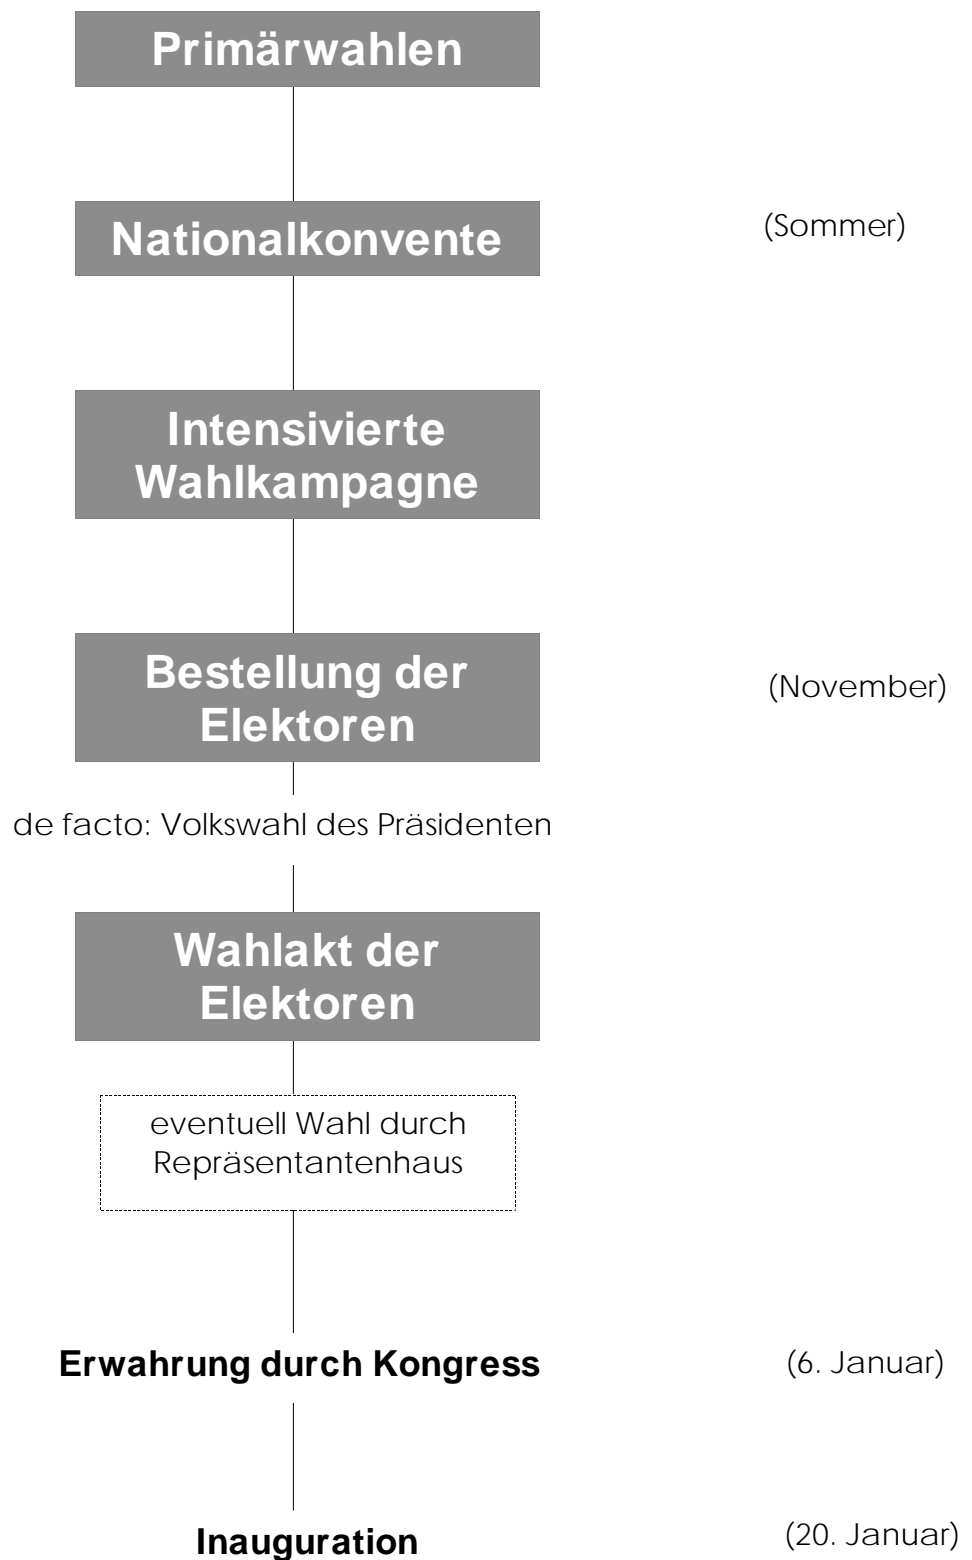 Primärwahlen
Nationalkonvente
(Sommer)
Intensivierte
Wahlkampagne
Bestellung der
Elektoren
(November)
de facto: Volkswahl des Präsidenten
Wahlakt der
Elektoren
eventuell Wahl durch
Repräsentantenhaus
Erwahrung durch Kongress
(6. Januar)
Inauguration
(20. Januar)